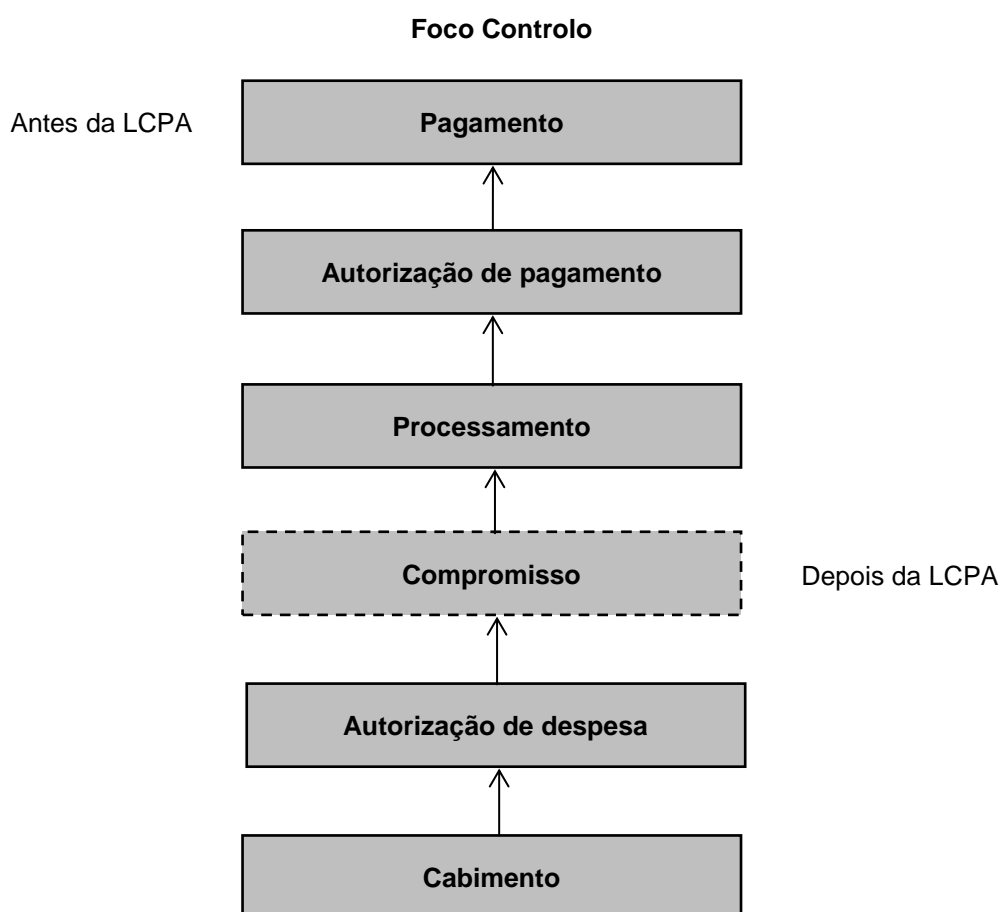 Foco Controlo
Antes da LCPA
Pagamento
Autorização de pagamento
Processamento
Compromisso
Depois da LCPA
Autorização de despesa
Cabimento